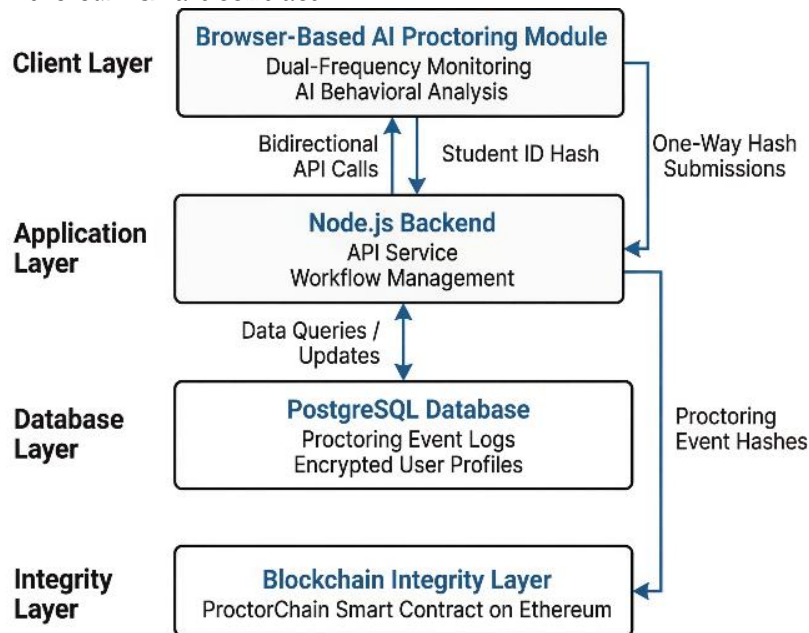 Browser-Based AI Proctoring Module
Client Layer
Dual-Frequency Monitoring
AI Behavioral Analysis
Bidirectional
API Calls
Student ID Hash
One-Way Hash
Submissions
Application
Layer
Node.js Backend
API Service
Workflow Management
Data Queries /
Updates
Database
Layer
PostgreSQL Database
Proctoring Event Logs
Encrypted User Profiles
Proctoring
Event Hashes
Integrity
Layer
Blockchain Integrity Layer
ProctorChain Smart Contract on Ethereum